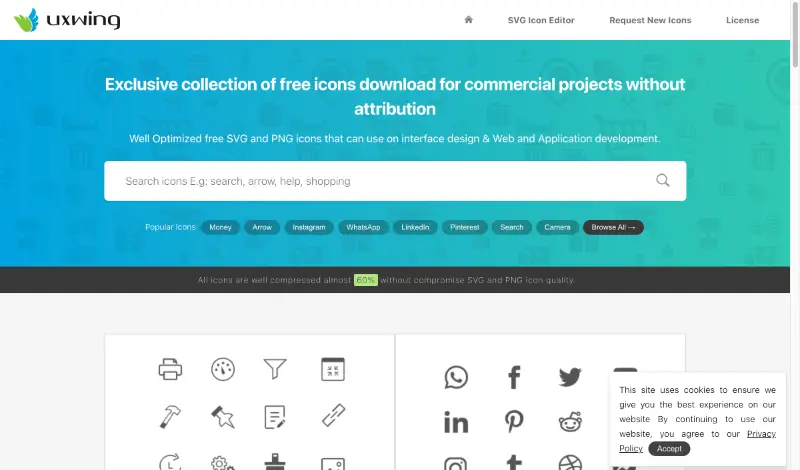 uxwing
SVG Icon Editor
Request New Icons
License
Exclusive collection of free icons download for commercial projects without
attribution
Well Optimized free SVG and PNG icons that can use on interface design & Web and Application development.
Search icons E.g: search, arrow, help, shopping
Popular Icons: Money Arrow Instagram WhatsApp LinkedIn Pinterest Search Camera Browse All →
All icons are well compressed almost 60% without compromise SVG and PNG icon quality.
This site uses cookies to ensure we
give you the best experience on our
website By continuing to use our
website, you agree to our Privacy
Policy Accept